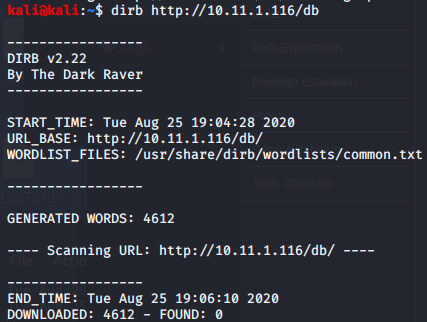 kali@kali:~$ dirb http://10.11.1.116/db
-----------------
DIRB v2.22
By The Dark Raver
-----------------
START_TIME: Tue Aug 25 19:04:28 2020
URL_BASE: http://10.11.1.116/db/
WORDLIST_FILES: /usr/share/dirb/wordlists/common.txt
-----------------
GENERATED WORDS: 4612
---- Scanning URL: http://10.11.1.116/db/ ----
-----------------
END_TIME: Tue Aug 25 19:06:10 2020
DOWNLOADED: 4612 - FOUND: 0
Post-Exploitation
Privilege Escalation
Tools Checklist
File